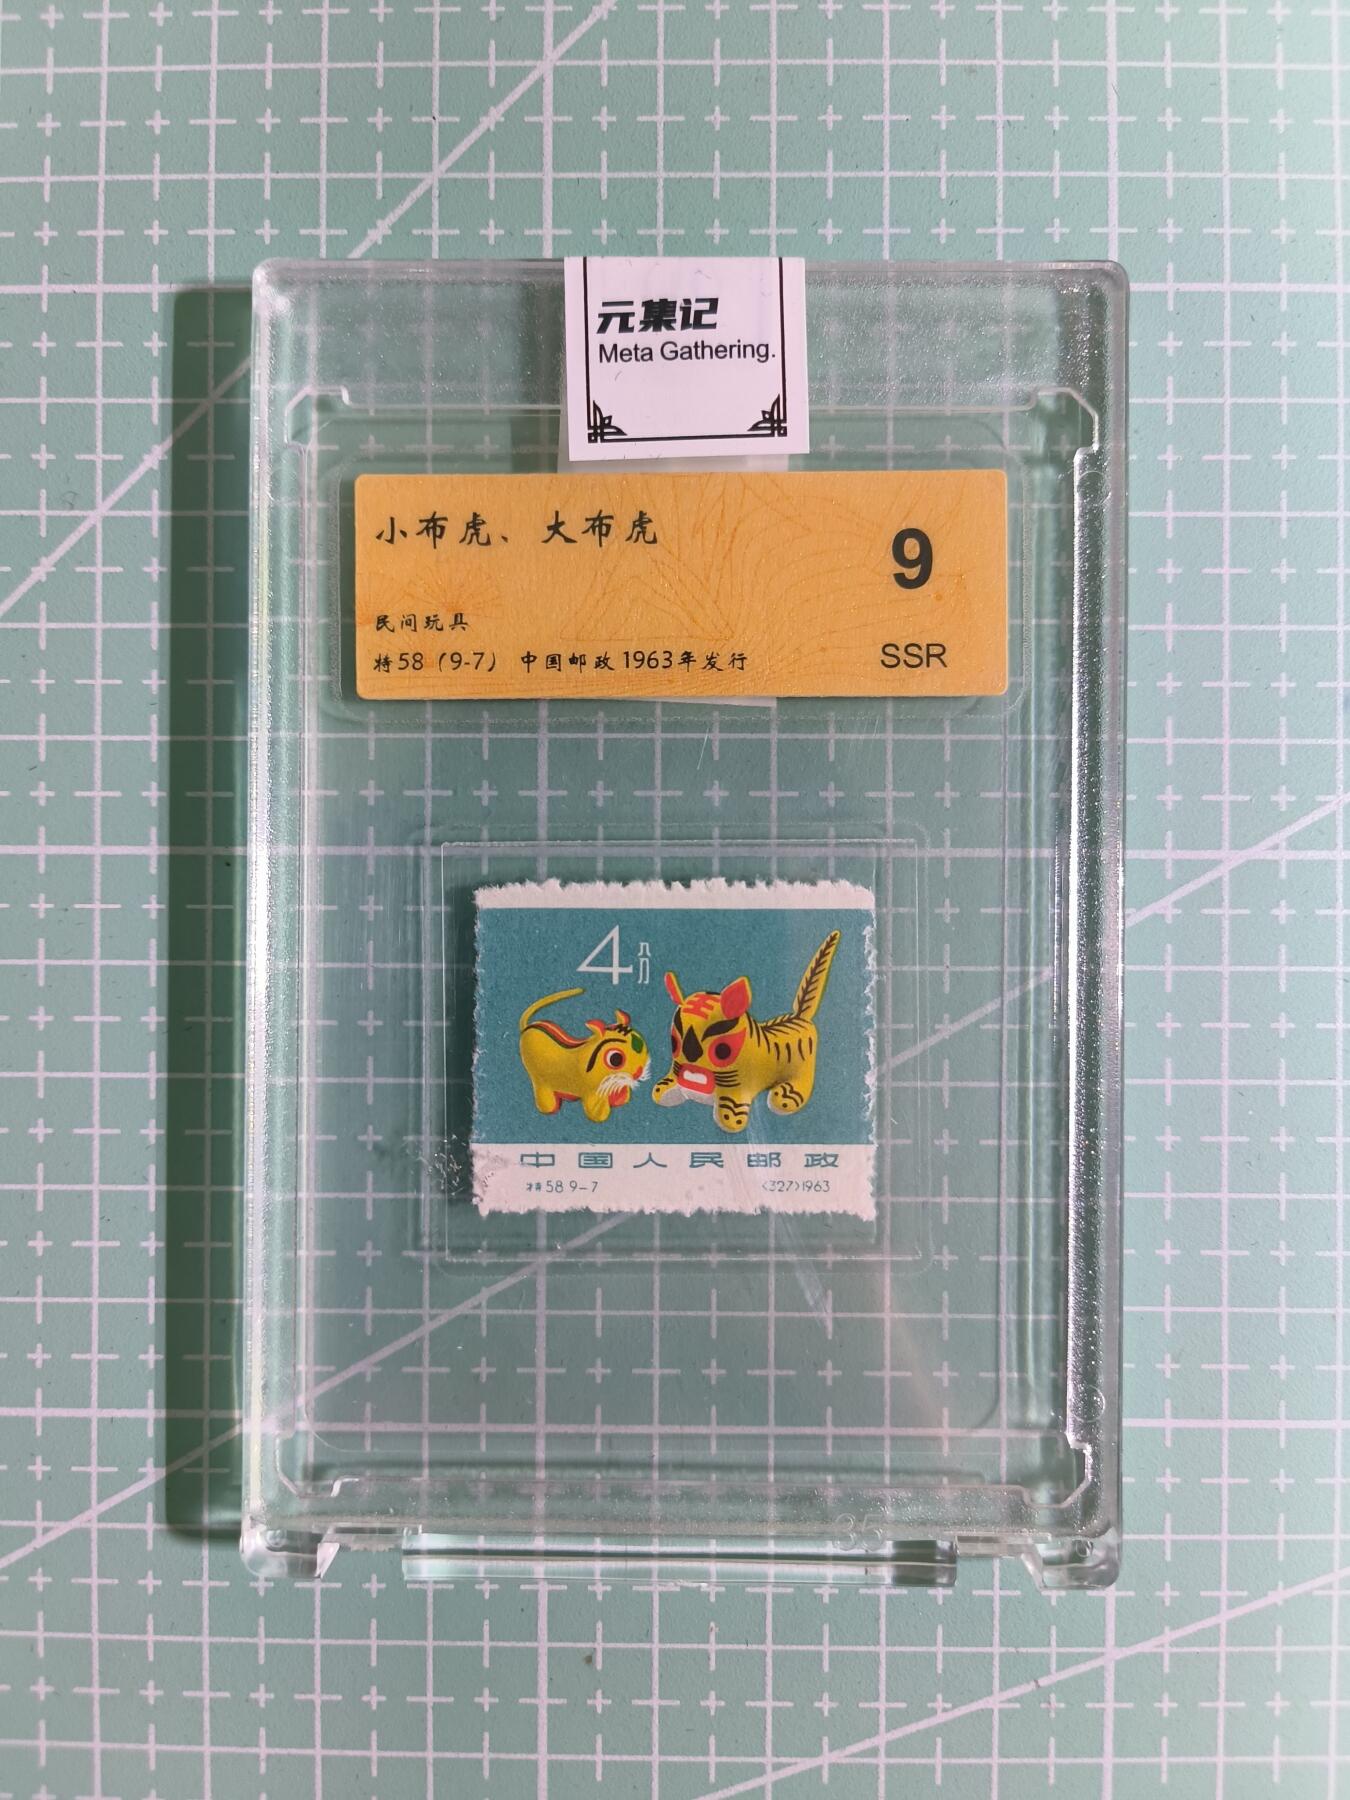 元集记
Meta Gathering.
小布虎、大布虎
9
民间玩具
特58（9-7） 中国邮政1963年发行
SSR
4分
王
中国人民邮政
特58 9-7
(327)1963
35